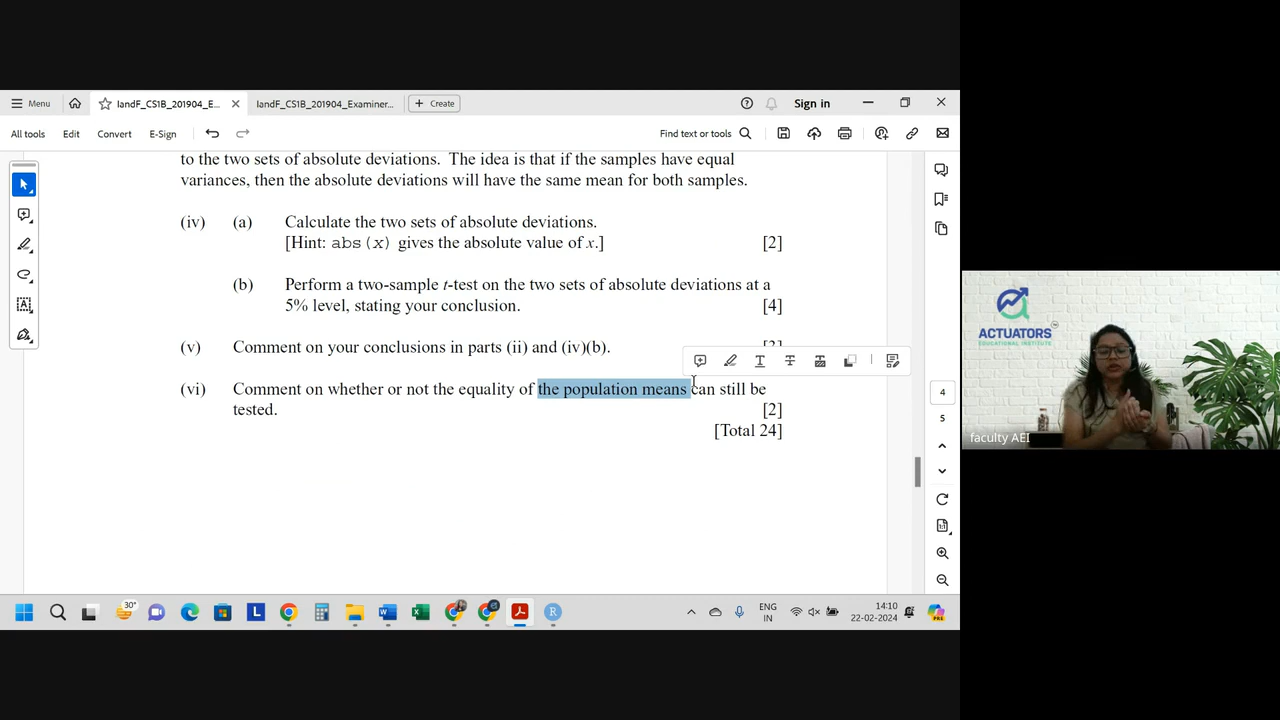 Menu
IandF_CS1B_201904_E...
IandF_CS1B_201904_Examiner...
Create
Sign in
All tools
Edit
Convert
E-Sign
Find text or tools
to the two sets of absolute deviations. The idea is that if the samples have equal
variances, then the absolute deviations will have the same mean for both samples.
(iv) (a) Calculate the two sets of absolute deviations.
[Hint: abs(x) gives the absolute value of x.] [2]
(b) Perform a two-sample t-test on the two sets of absolute deviations at a
5% level, stating your conclusion. [4]
(v) Comment on your conclusions in parts (ii) and (iv)(b).
(vi) Comment on whether or not the equality of the population means can still be
tested. [2]
[Total 24]
4
5
ACTUATORS
EDUCATIONAL INSTITUTE
faculty AEI
30°
ENG
IN
14:10
22-02-2024